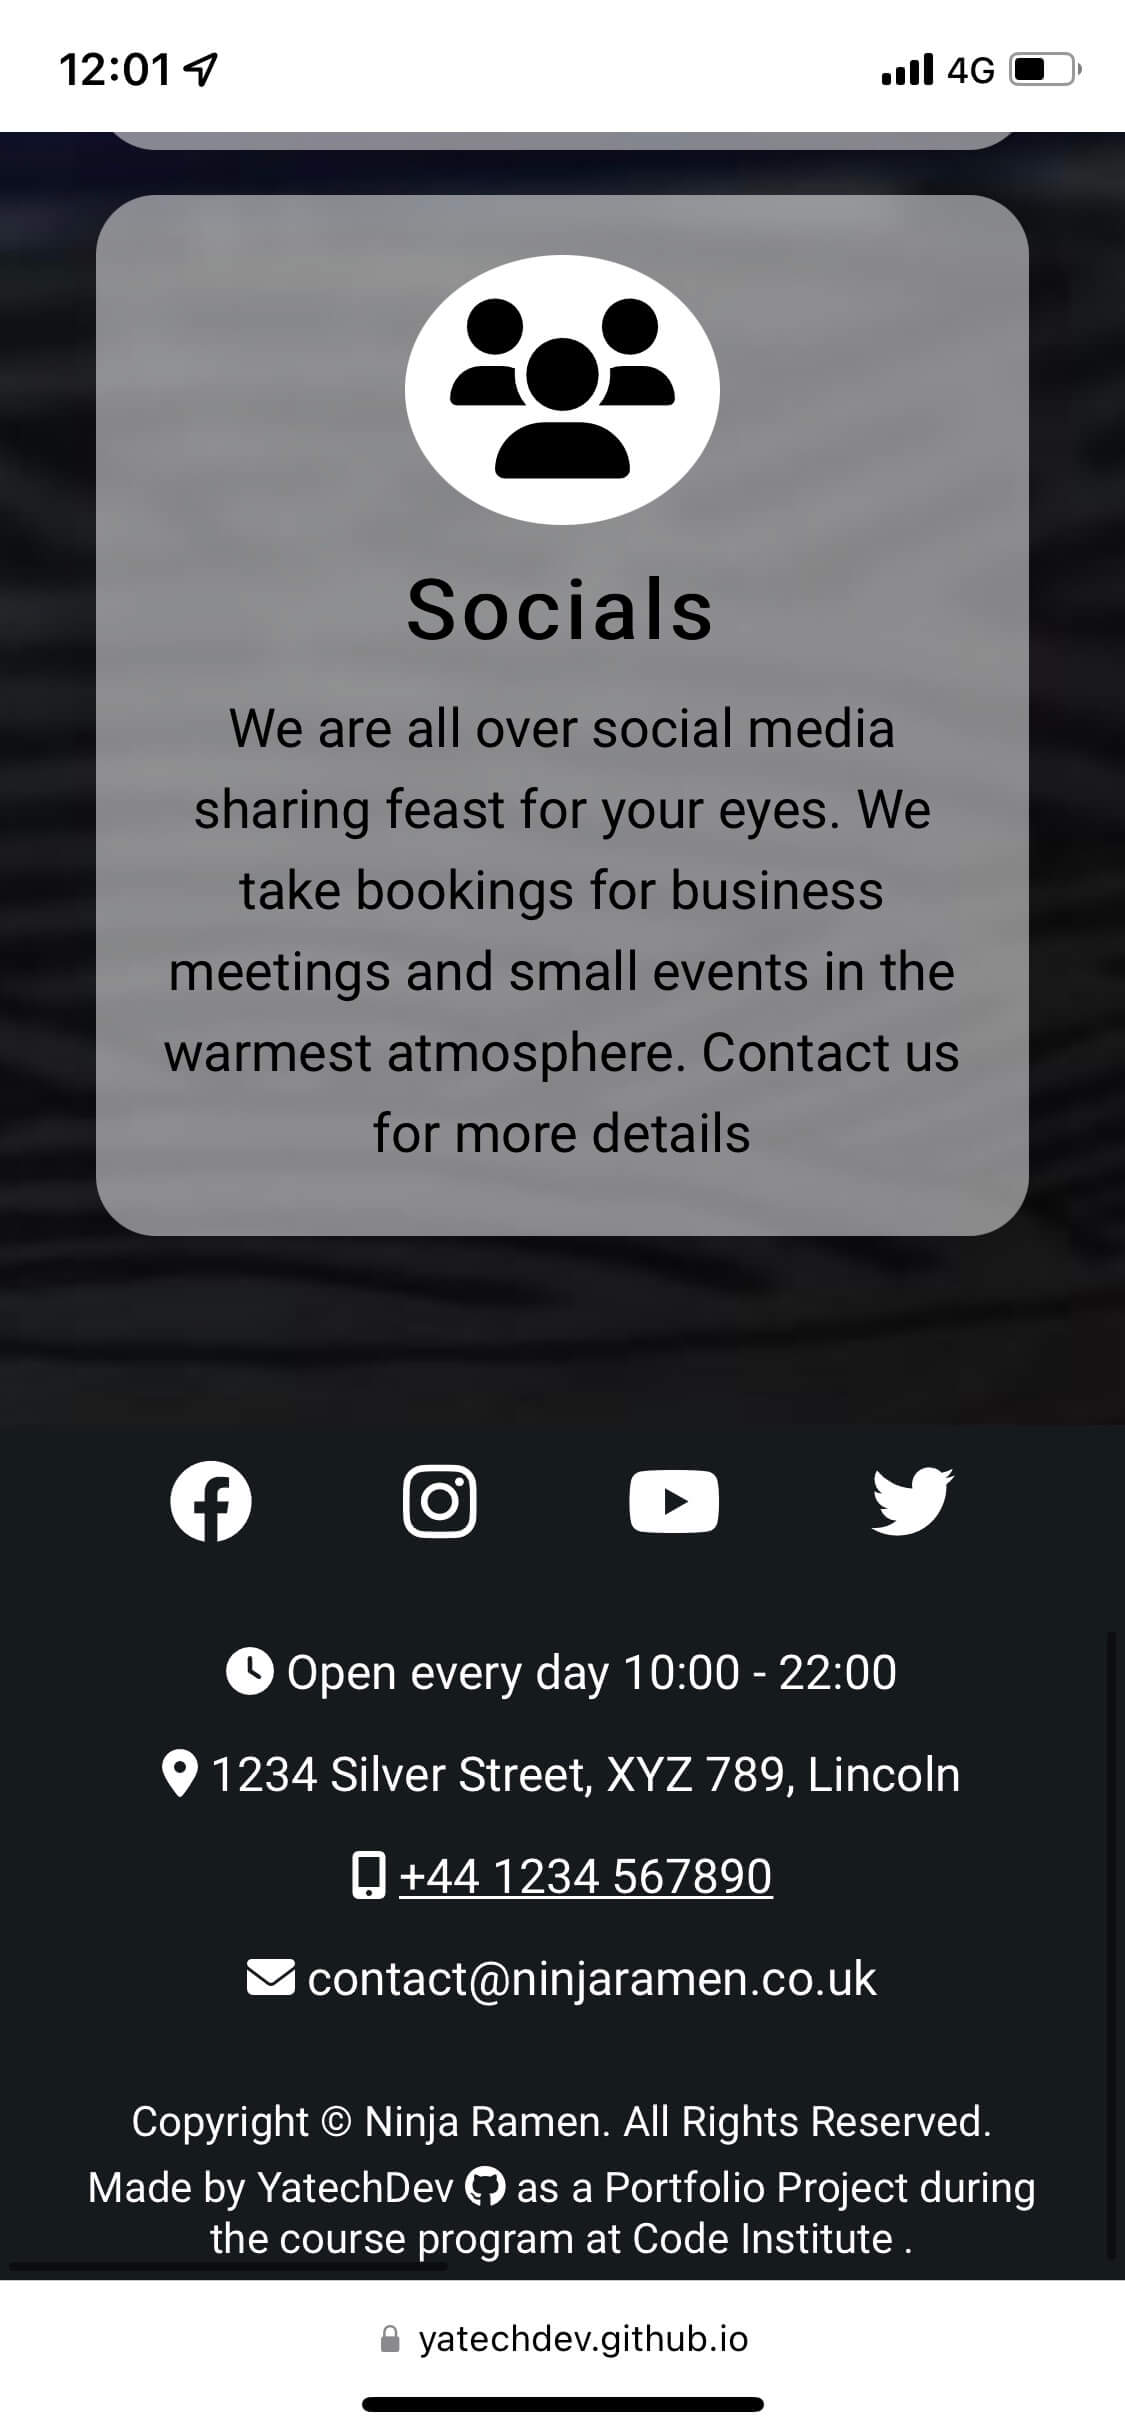 12:01
4G
Socials
We are all over social media
sharing feast for your eyes. We
take bookings for business
meetings and small events in the
warmest atmosphere. Contact us
for more details
Open every day 10:00 - 22:00
1234 Silver Street, XYZ 789, Lincoln
+44 1234 567890
contact@ninjaramen.co.uk
Copyright © Ninja Ramen. All Rights Reserved.
Made by YatechDev as a Portfolio Project during
the course program at Code Institute .
yatechdev.github.io